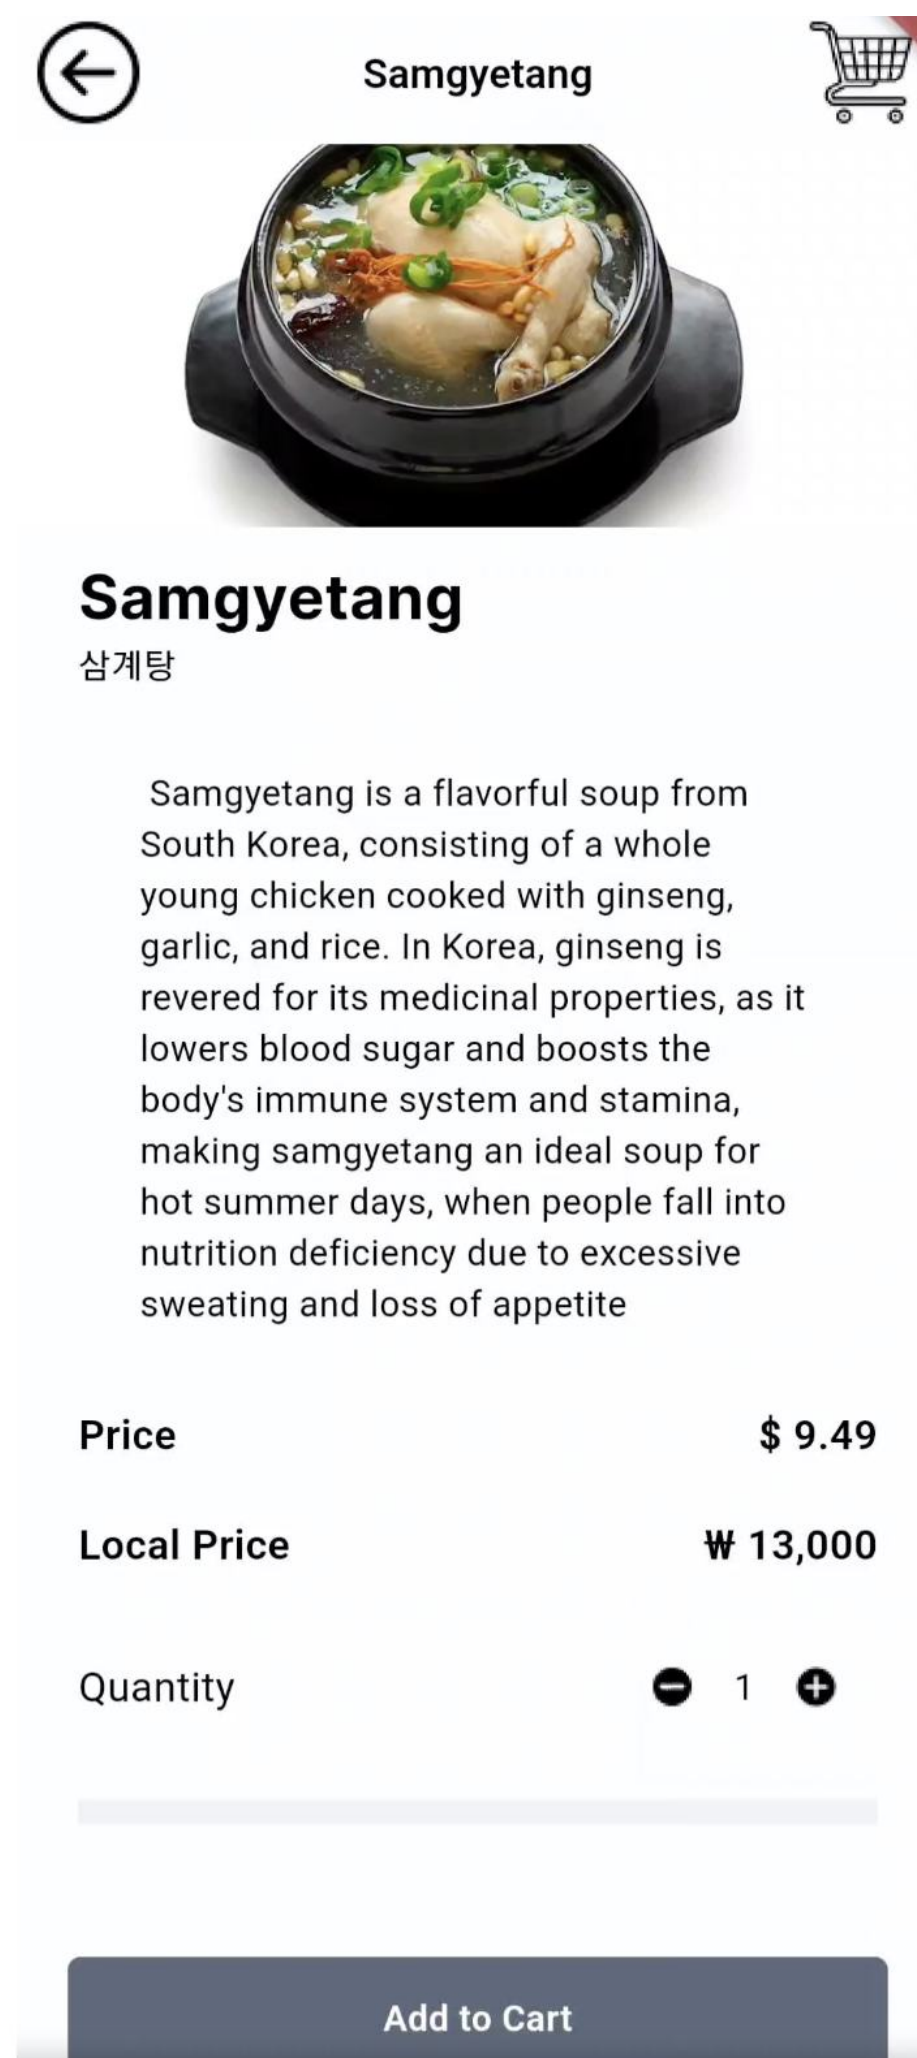 Samgyetang
Samgyetang
삼계탕
Samgyetang is a flavorful soup from
South Korea, consisting of a whole
young chicken cooked with ginseng,
garlic, and rice. In Korea, ginseng is
revered for its medicinal properties, as it
lowers blood sugar and boosts the
body's immune system and stamina,
making samgyetang an ideal soup for
hot summer days, when people fall into
nutrition deficiency due to excessive
sweating and loss of appetite
Price $ 9.49
Local Price ₩ 13,000
Quantity 1
Add to Cart